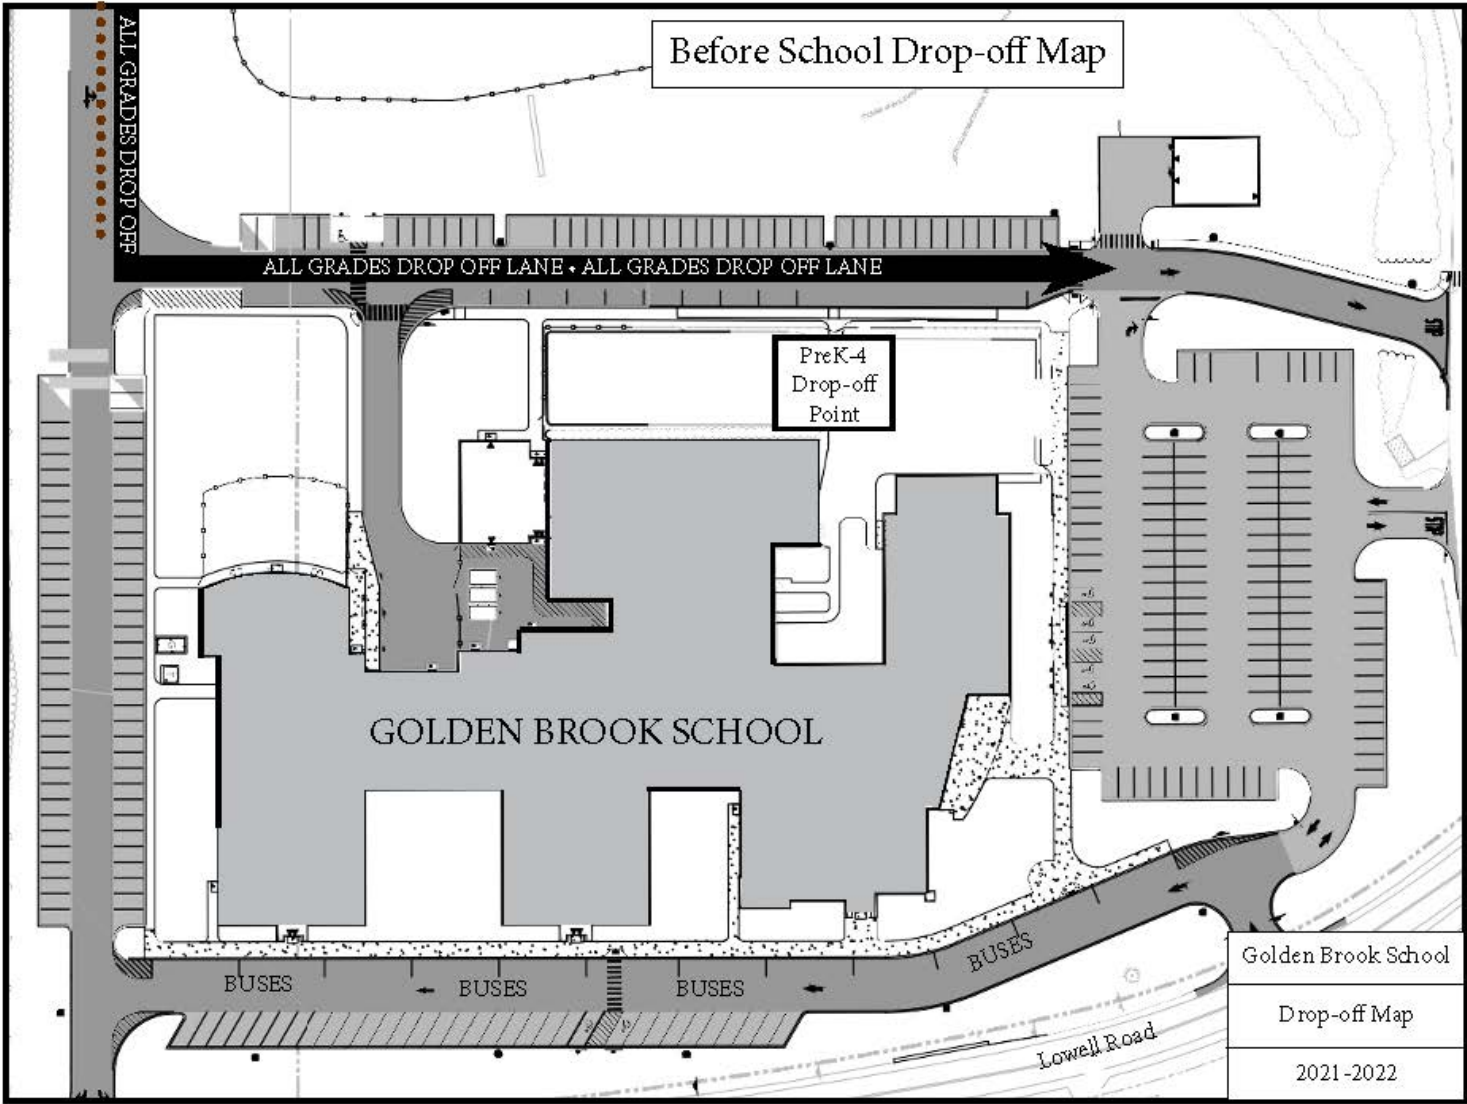 Before School Drop-off Map
ALL GRADES DROP OFF
ALL GRADES DROP OFF LANE • ALL GRADES DROP OFF LANE
STP
PreK-4
Drop-off
Point
STP
GOLDEN BROOK SCHOOL
BUSES
BUSES
BUSES
BUSES
Lowell Road
Golden Brook School
Drop-off Map
2021-2022